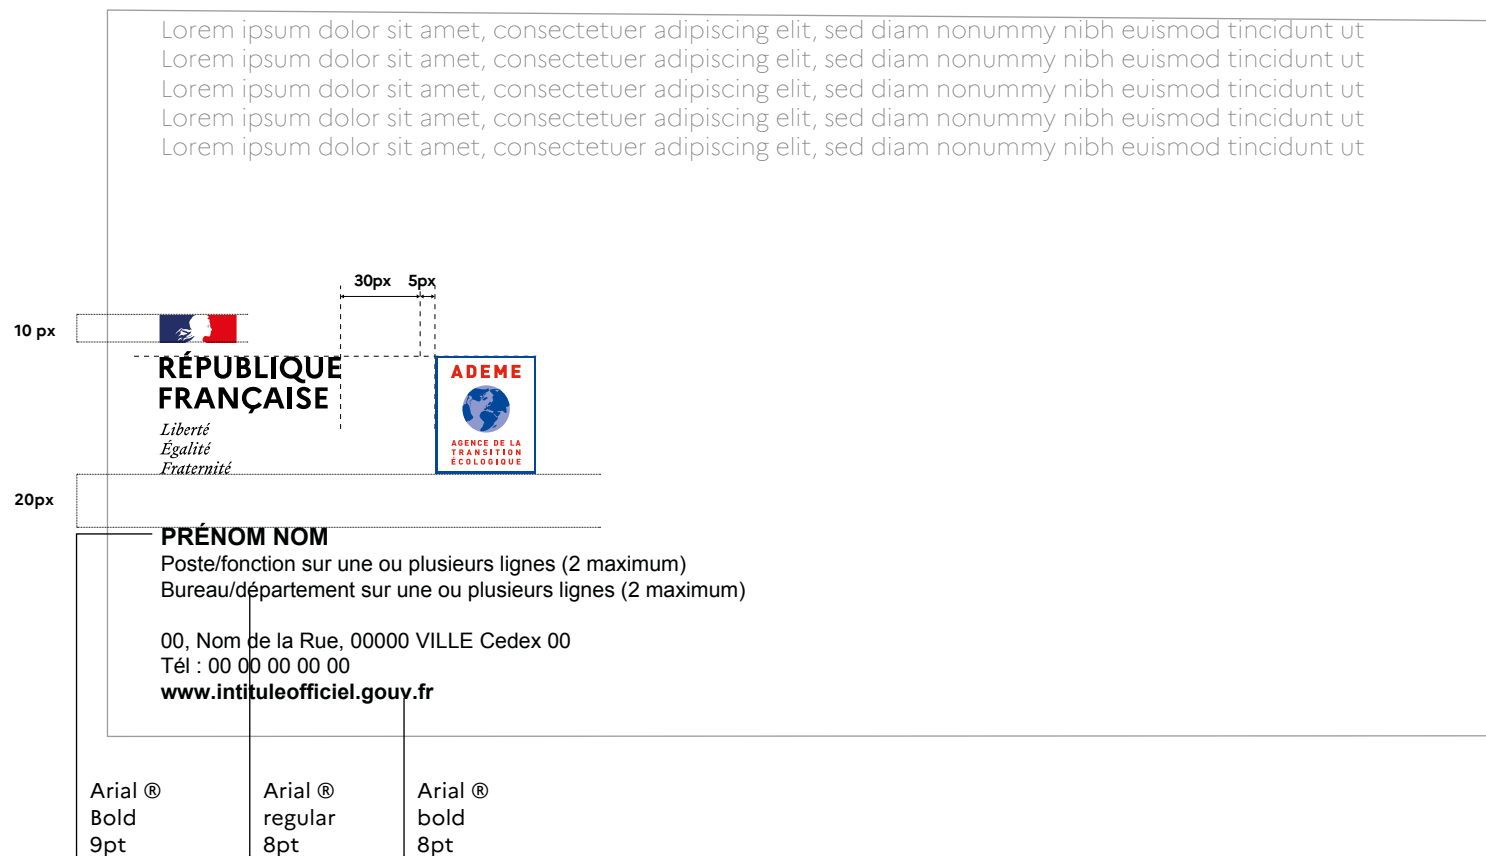 Lorem ipsum dolor sit amet, consectetuer adipiscing elit, sed diam nonummy nibh euismod tincidunt ut
Lorem ipsum dolor sit amet, consectetuer adipiscing elit, sed diam nonummy nibh euismod tincidunt ut
Lorem ipsum dolor sit amet, consectetuer adipiscing elit, sed diam nonummy nibh euismod tincidunt ut
Lorem ipsum dolor sit amet, consectetuer adipiscing elit, sed diam nonummy nibh euismod tincidunt ut
Lorem ipsum dolor sit amet, consectetuer adipiscing elit, sed diam nonummy nibh euismod tincidunt ut
30px 5px
10 px
RÉPUBLIQUE
FRANÇAISE
Liberté
Égalité
Fraternité
ADEME
AGENCE DE LA
TRANSITION
ÉCOLOGIQUE
20px
PRÉNOM NOM
Poste/fonction sur une ou plusieurs lignes (2 maximum)
Bureau/département sur une ou plusieurs lignes (2 maximum)
00, Nom de la Rue, 00000 VILLE Cedex 00
Tél : 00 00 00 00 00
www.intituleofficiel.gouv.fr
Arial ®
Bold
9pt
Arial ®
regular
8pt
Arial ®
bold
8pt